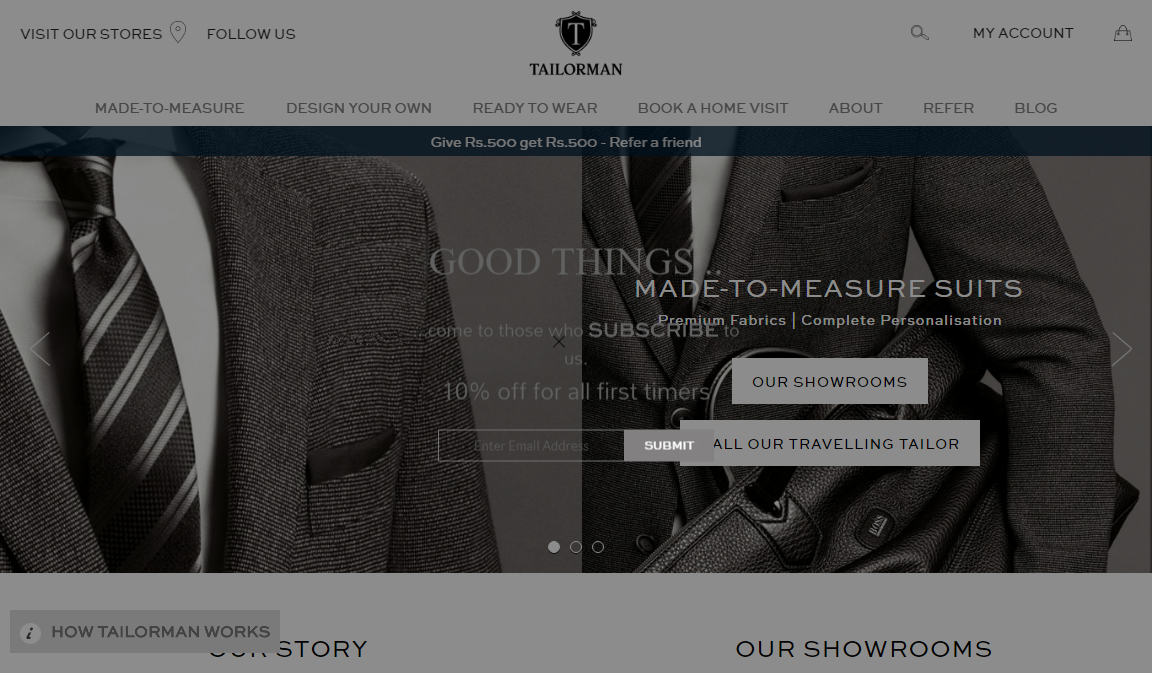 VISIT OUR STORES
FOLLOW US
T
TAILORMAN
MY ACCOUNT
MADE-TO-MEASURE
DESIGN YOUR OWN
READY TO WEAR
BOOK A HOME VISIT
ABOUT
REFER
BLOG
Give Rs.500 get Rs.500 - Refer a friend
GOOD THINGS...
...come to those who SUBSCRIBE to
us.
10% off for all first timers
Enter Email Address
SUBMIT
MADE-TO-MEASURE SUITS
Premium Fabrics | Complete Personalisation
OUR SHOWROOMS
ALL OUR TRAVELLING TAILOR
BOSS
i HOW TAILORMAN WORKS
OUR STORY
OUR SHOWROOMS